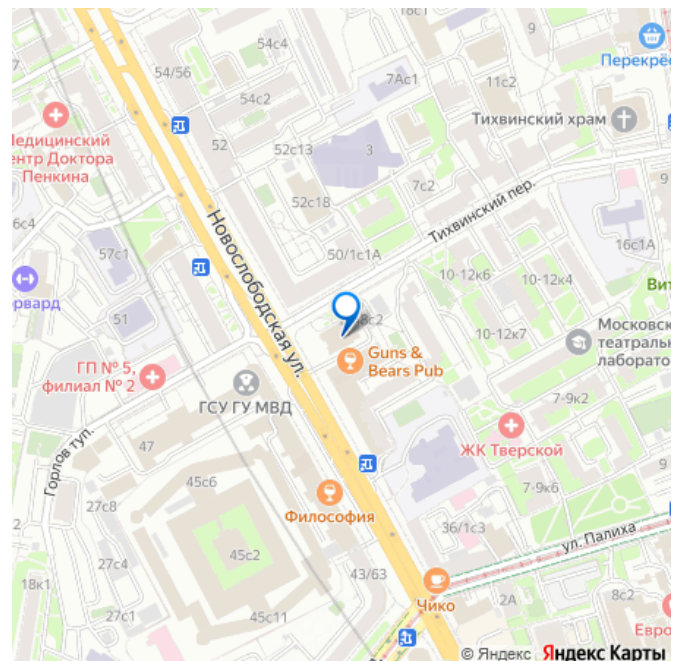 54с4
9
54/56
7Ас1
11с2
Перекрёс
54с2
Тихвинский храм
Медицинский
центр Доктора
Пенкина
52
52с13
3
52с18
7с2
Тихвинский пер.
9
6с4
Новослободская ул.
57с1
50/1с1А
16с1А
10-12к6
10-12к4
Вит
рвард
51
8с2
10-12к7
Московск
театраль
лаборато
Guns &
Bears Pub
ГП № 5,
филиал № 2
ГСУ ГУ МВД
7-9к2
47
ЖК Тверской
Горлов туп.
45с6
9
27с8
7-9к6
Философия
36/1с3
ул. Палиха
27с4
45с2
43/63
18к1
Чико
2А
8с2
27с1
45с11
Евро
© Яндекс Яндекс Карты